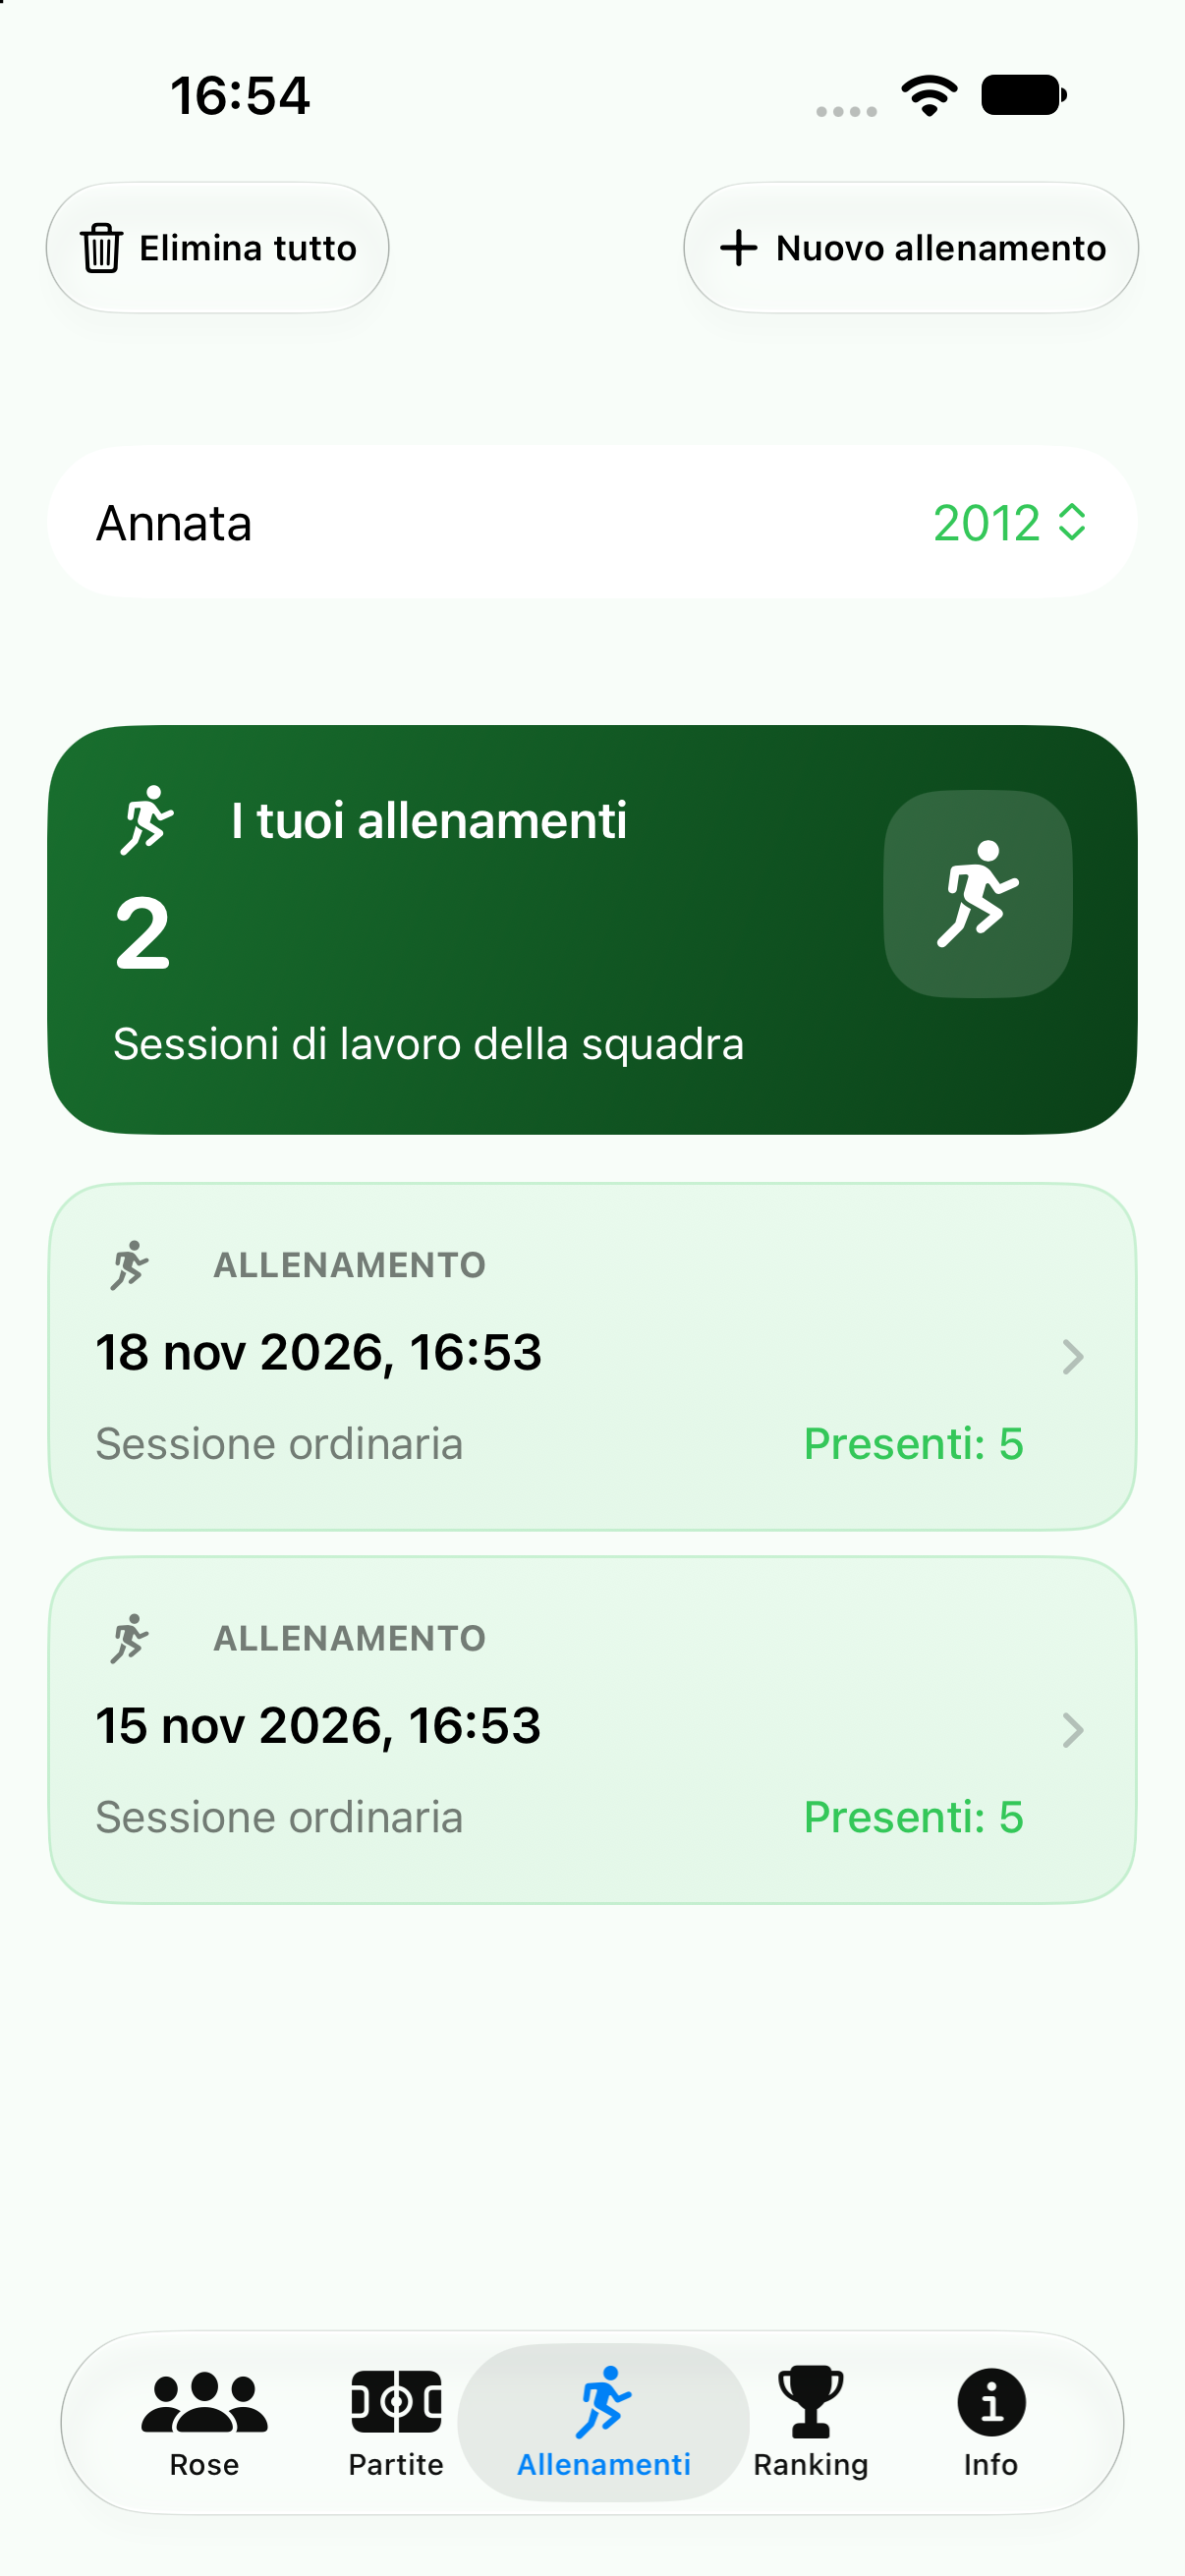 16:54
Elimina tutto
Nuovo allenamento
Annata
2012
I tuoi allenamenti
2
Sessioni di lavoro della squadra
ALLENAMENTO
18 nov 2026, 16:53
Sessione ordinaria
Presenti: 5
ALLENAMENTO
15 nov 2026, 16:53
Sessione ordinaria
Presenti: 5
Rose
Partite
Allenamenti
Ranking
Info